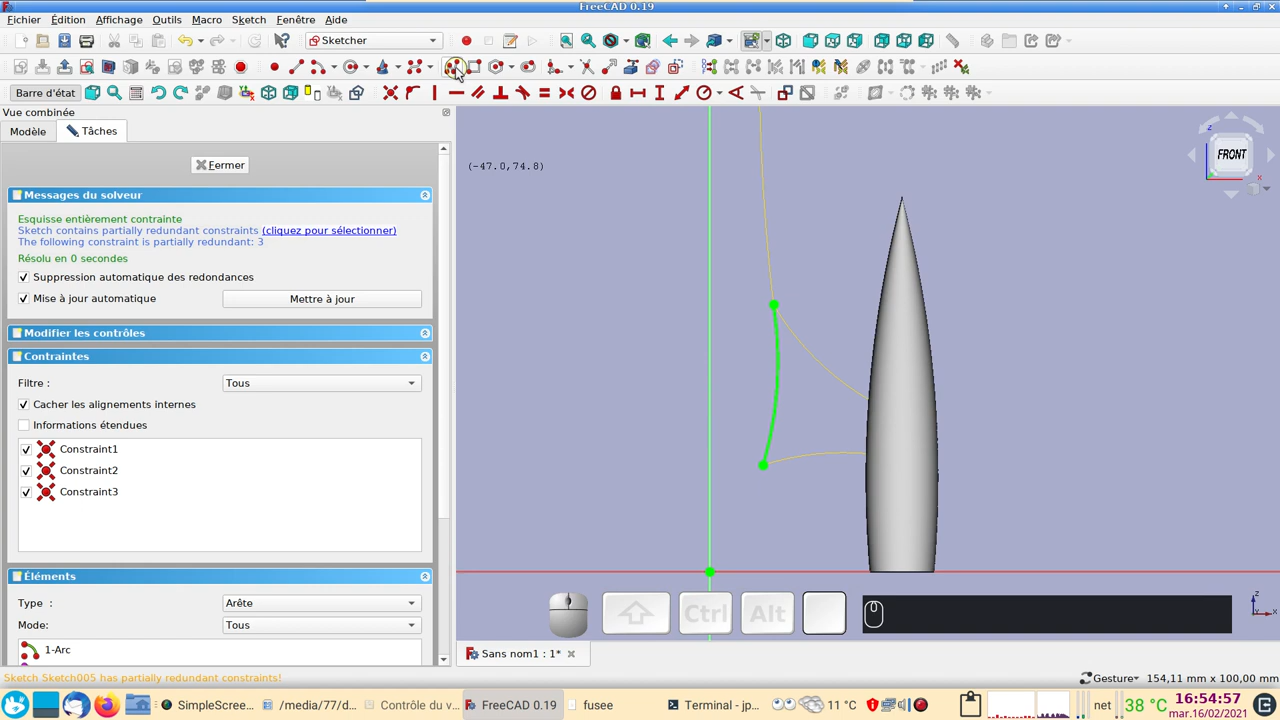 FreeCAD 0.19
Fichier Édition Affichage Outils Macro Sketch Fenêtre Aide
Sketcher
Barre d'état
Vue combinée
Modèle Tâches
Fermer
Messages du solveur
Esquisse entièrement contrainte
Sketch contains partially redundant constraints (cliquez pour sélectionner)
The following constraint is partially redundant: 3
Résolu en 0 secondes
Suppression automatique des redondances
Mise à jour automatique Mettre à jour
Modifier les contrôles
Contraintes
Filtre : Tous
Cacher les alignements internes
Informations étendues
Constraint1
Constraint2
Constraint3
Éléments
Type : Arête
Mode: Tous
1-Arc
(-47.0,74.8)
FRONT
z
x
Ctrl Alt
z
x
Sans nom1 : 1*
Sketch Sketch005 has partially redundant constraints!
Gesture 154,11 mm x 100,00 mm
SimpleScree... /media/77/d... Contrôle du v... FreeCAD 0.19 fusee Terminal - jp... 11 °C net 38 °C 16:54:57
mar.16/02/2021